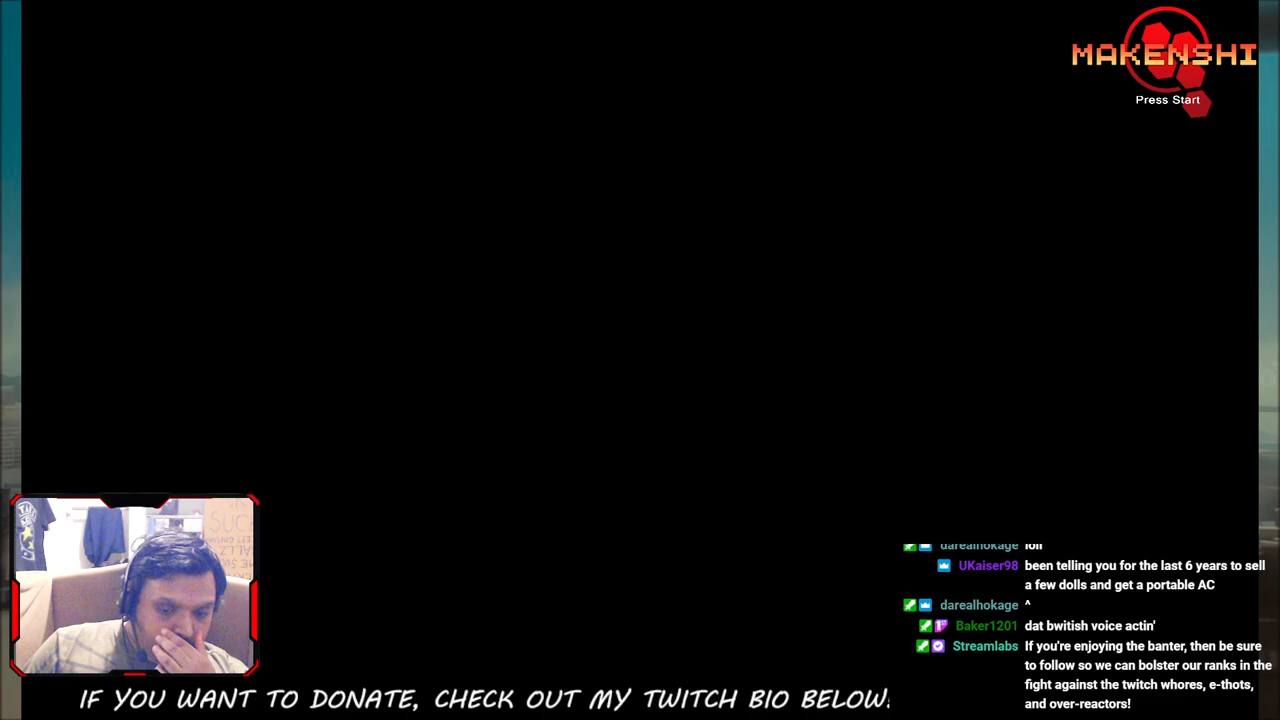 MAKENSHI
Press Start
darealhokage lol!
UKaiser98 been telling you for the last 6 years to sell
a few dolls and get a portable AC
darealhokage ^
Baker1201 dat bwitish voice actin'
Streamlabs If you're enjoying the banter, then be sure
to follow so we can bolster our ranks in the
fight against the twitch whores, e-thots,
and over-reactors!
SUC
IF YOU WANT TO DONATE, CHECK OUT MY TWITCH BIO BELOW!